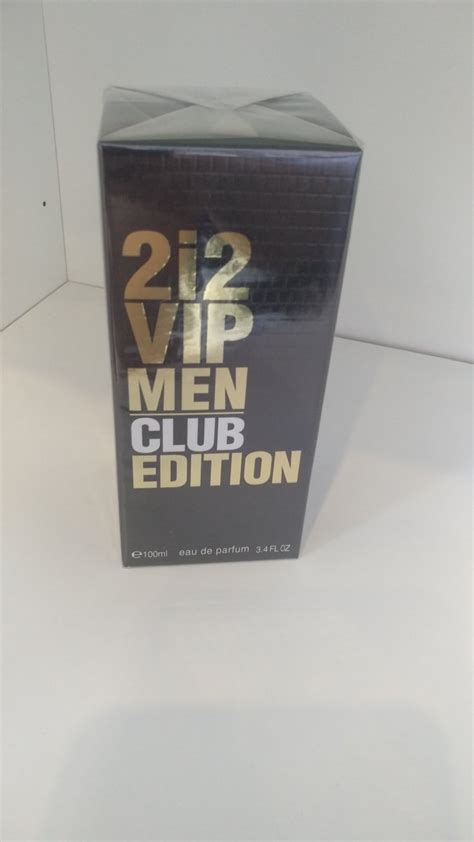 2i2
VIP
MEN
CLUB
EDITION
℮100ml eau de parfum 3.4 FL OZ